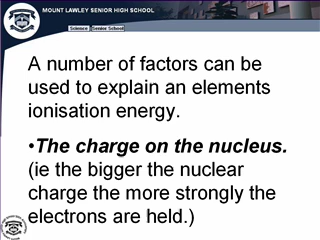 MOUNT LAWLEY SENIOR HIGH SCHOOL
Science Senior School
A number of factors can be
used to explain an elements
ionisation energy.
•The charge on the nucleus.
(ie the bigger the nuclear
charge the more strongly the
electrons are held.)